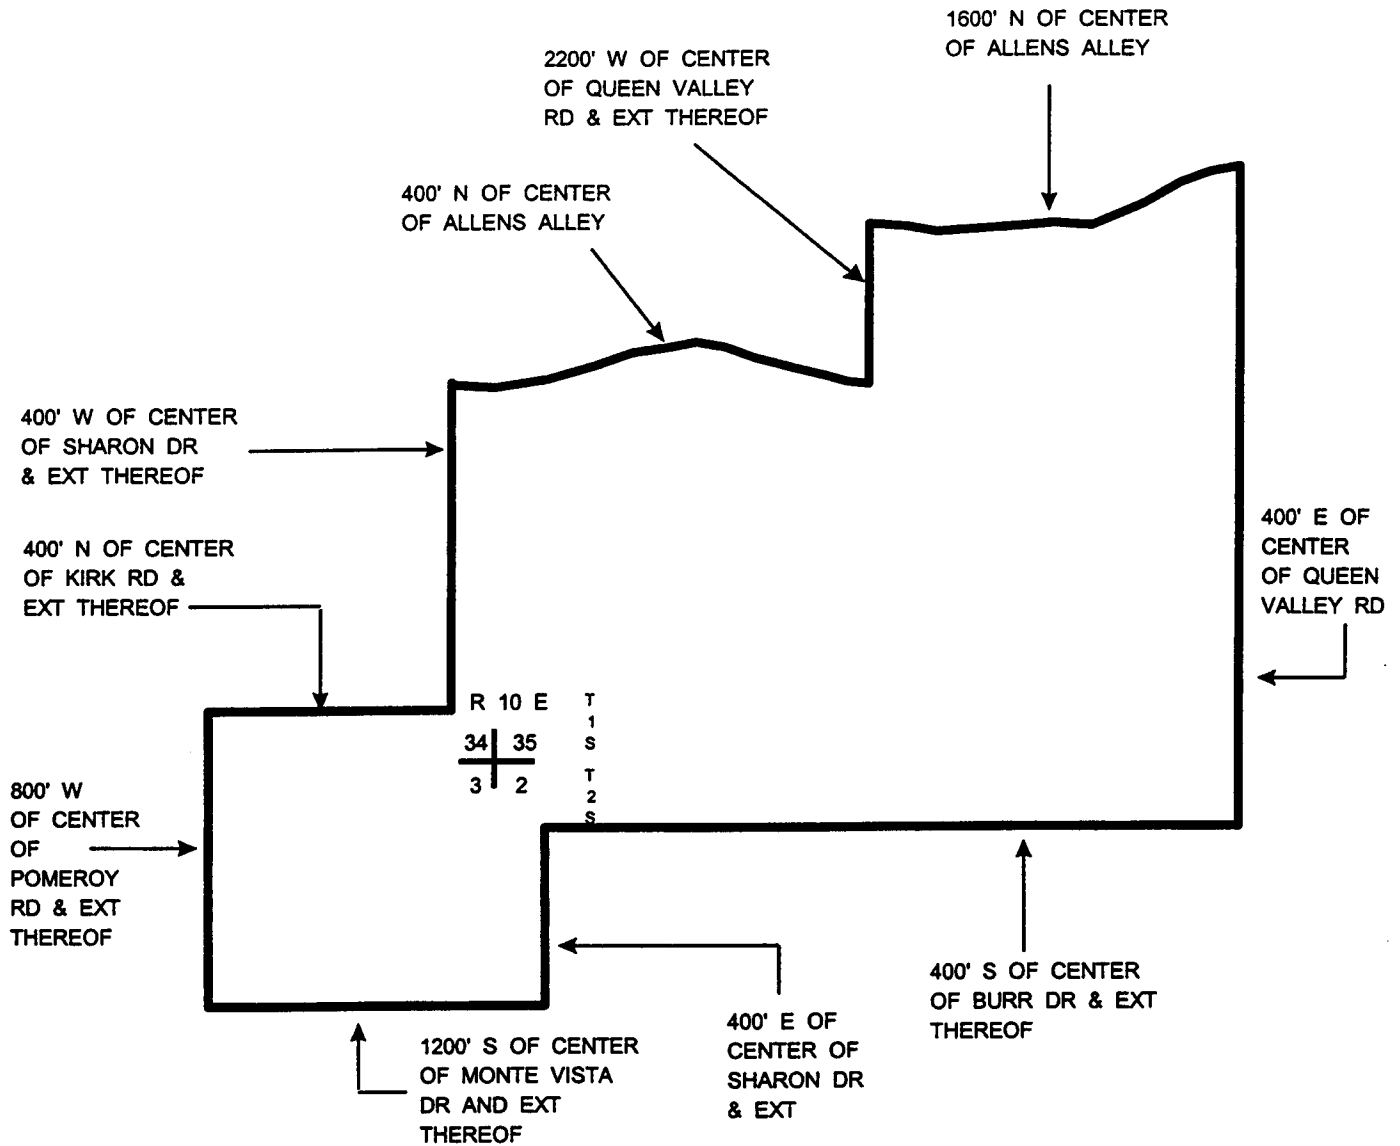 1600' N OF CENTER
OF ALLENS ALLEY
2200' W OF CENTER
OF QUEEN VALLEY
RD & EXT THEREOF
400' N OF CENTER
OF ALLENS ALLEY
400' W OF CENTER
OF SHARON DR
& EXT THEREOF
400' N OF CENTER
OF KIRK RD &
EXT THEREOF
400' E OF
CENTER
OF QUEEN
VALLEY RD
R 10 E
T
1
S
34 35
3 2
T
2
S
800' W
OF CENTER
OF
POMEROY
RD & EXT
THEREOF
400' S OF CENTER
OF BURR DR & EXT
THEREOF
400' E OF
CENTER OF
SHARON DR
& EXT
1200' S OF CENTER
OF MONTE VISTA
DR AND EXT
THEREOF